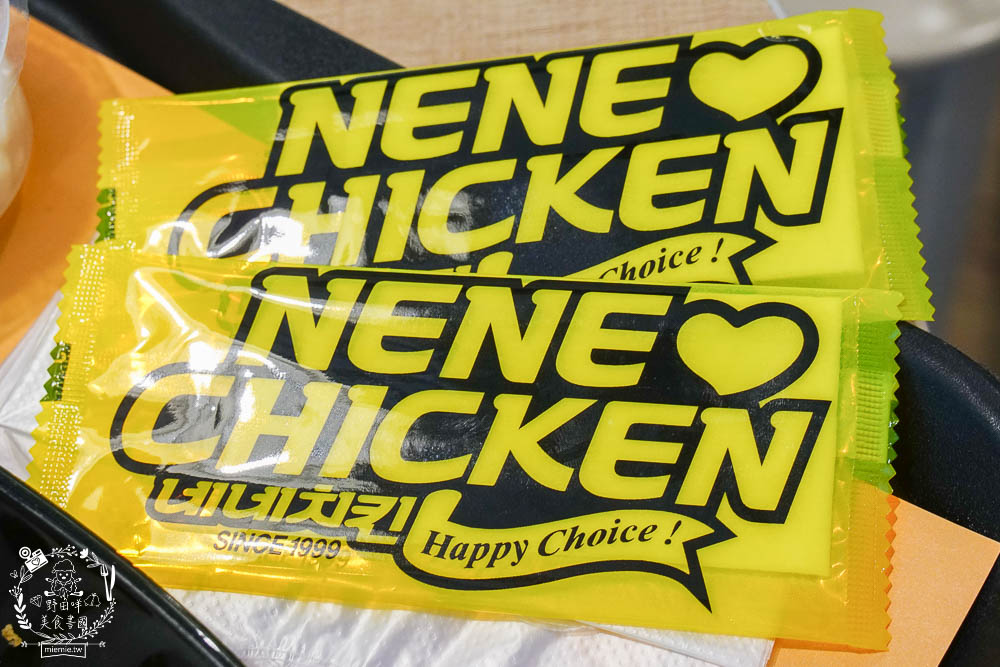 NENE
CHICKEN
Choice !
NENE
CHICKEN
네네치킨
SINCE 1999
Happy Choice !
野田咩
美食書國
miemie.tw